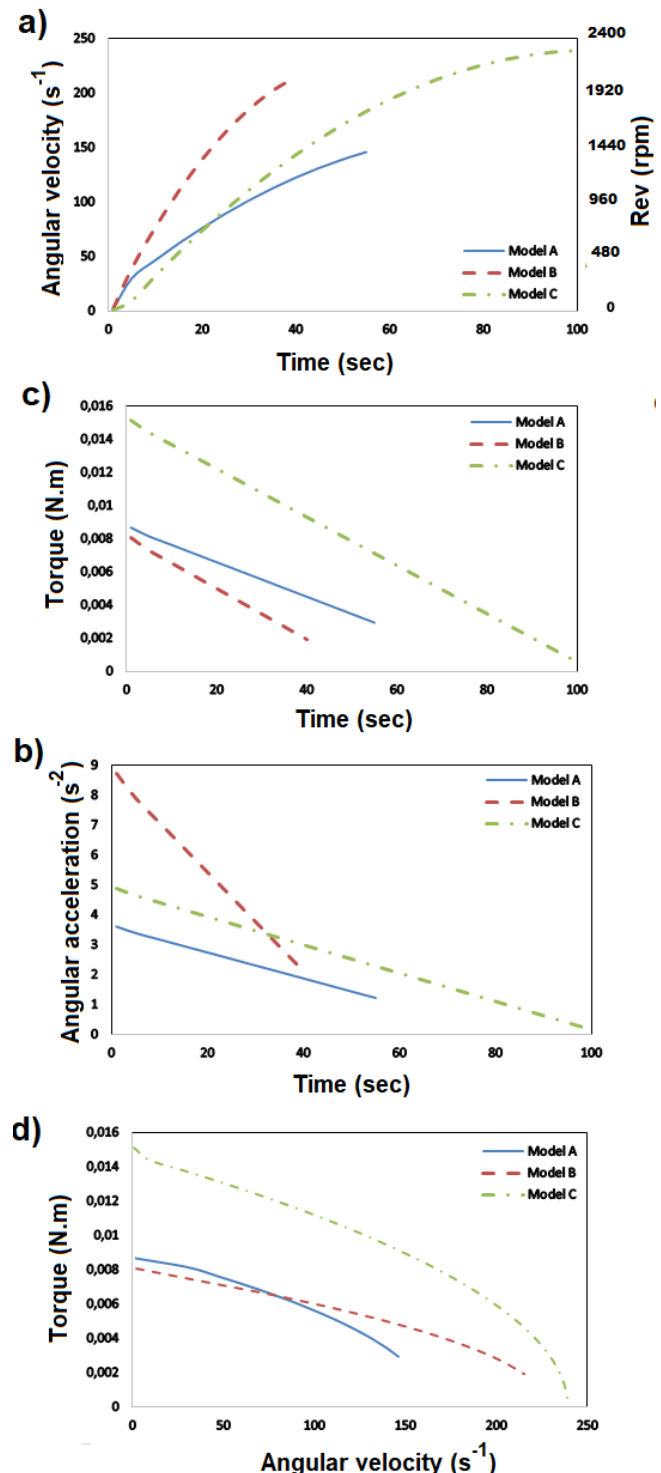 a)
Angular velocity (s⁻¹)
250
200
150
100
50
0
2400
1920
1440
960
480
0
Rev (rpm)
Model A
Model B
Model C
0 20 40 60 80 100
Time (sec)
c)
Torque (N.m)
0,016
0,014
0,012
0,01
0,008
0,006
0,004
0,002
0
Model A
Model B
Model C
0 20 40 60 80 100
Time (sec)
b)
Angular acceleration (s⁻²)
9
8
7
6
5
4
3
2
1
0
Model A
Model B
Model C
0 20 40 60 80 100
Time (sec)
d)
Torque (N.m)
0,016
0,014
0,012
0,01
0,008
0,006
0,004
0,002
0
Model A
Model B
Model C
0 50 100 150 200 250
Angular velocity (s⁻¹)